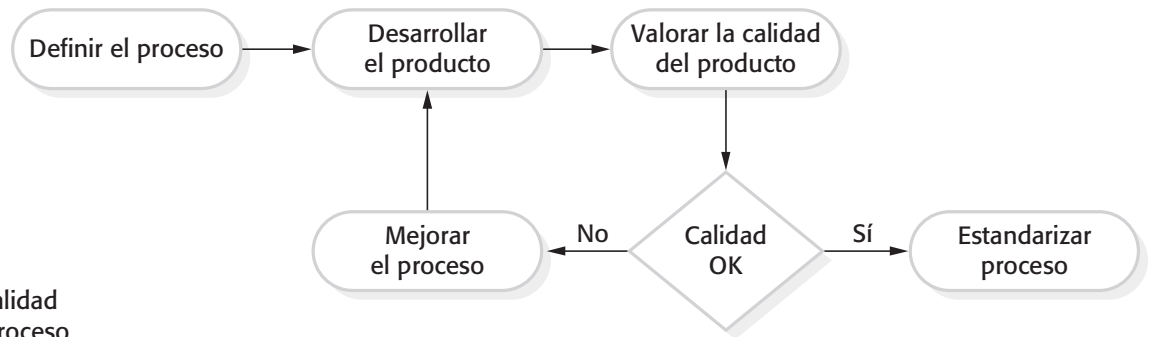 Definir el proceso
Desarrollar
el producto
Valorar la calidad
del producto
Mejorar
el proceso
No
Calidad
OK
Sí
Estandarizar
proceso